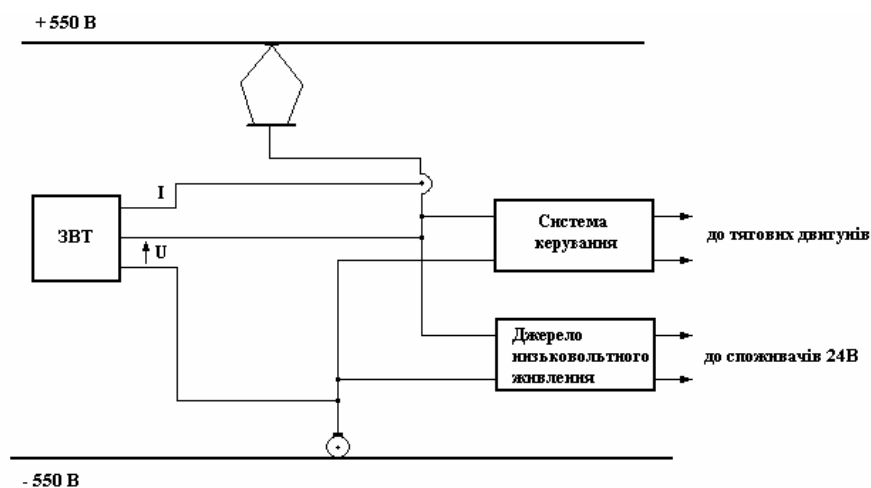 + 550 В
I
ЗВТ
U
Система
керування
до тягових двигунів
Джерело
низьковольтного
живлення
до споживачів 24В
- 550 В